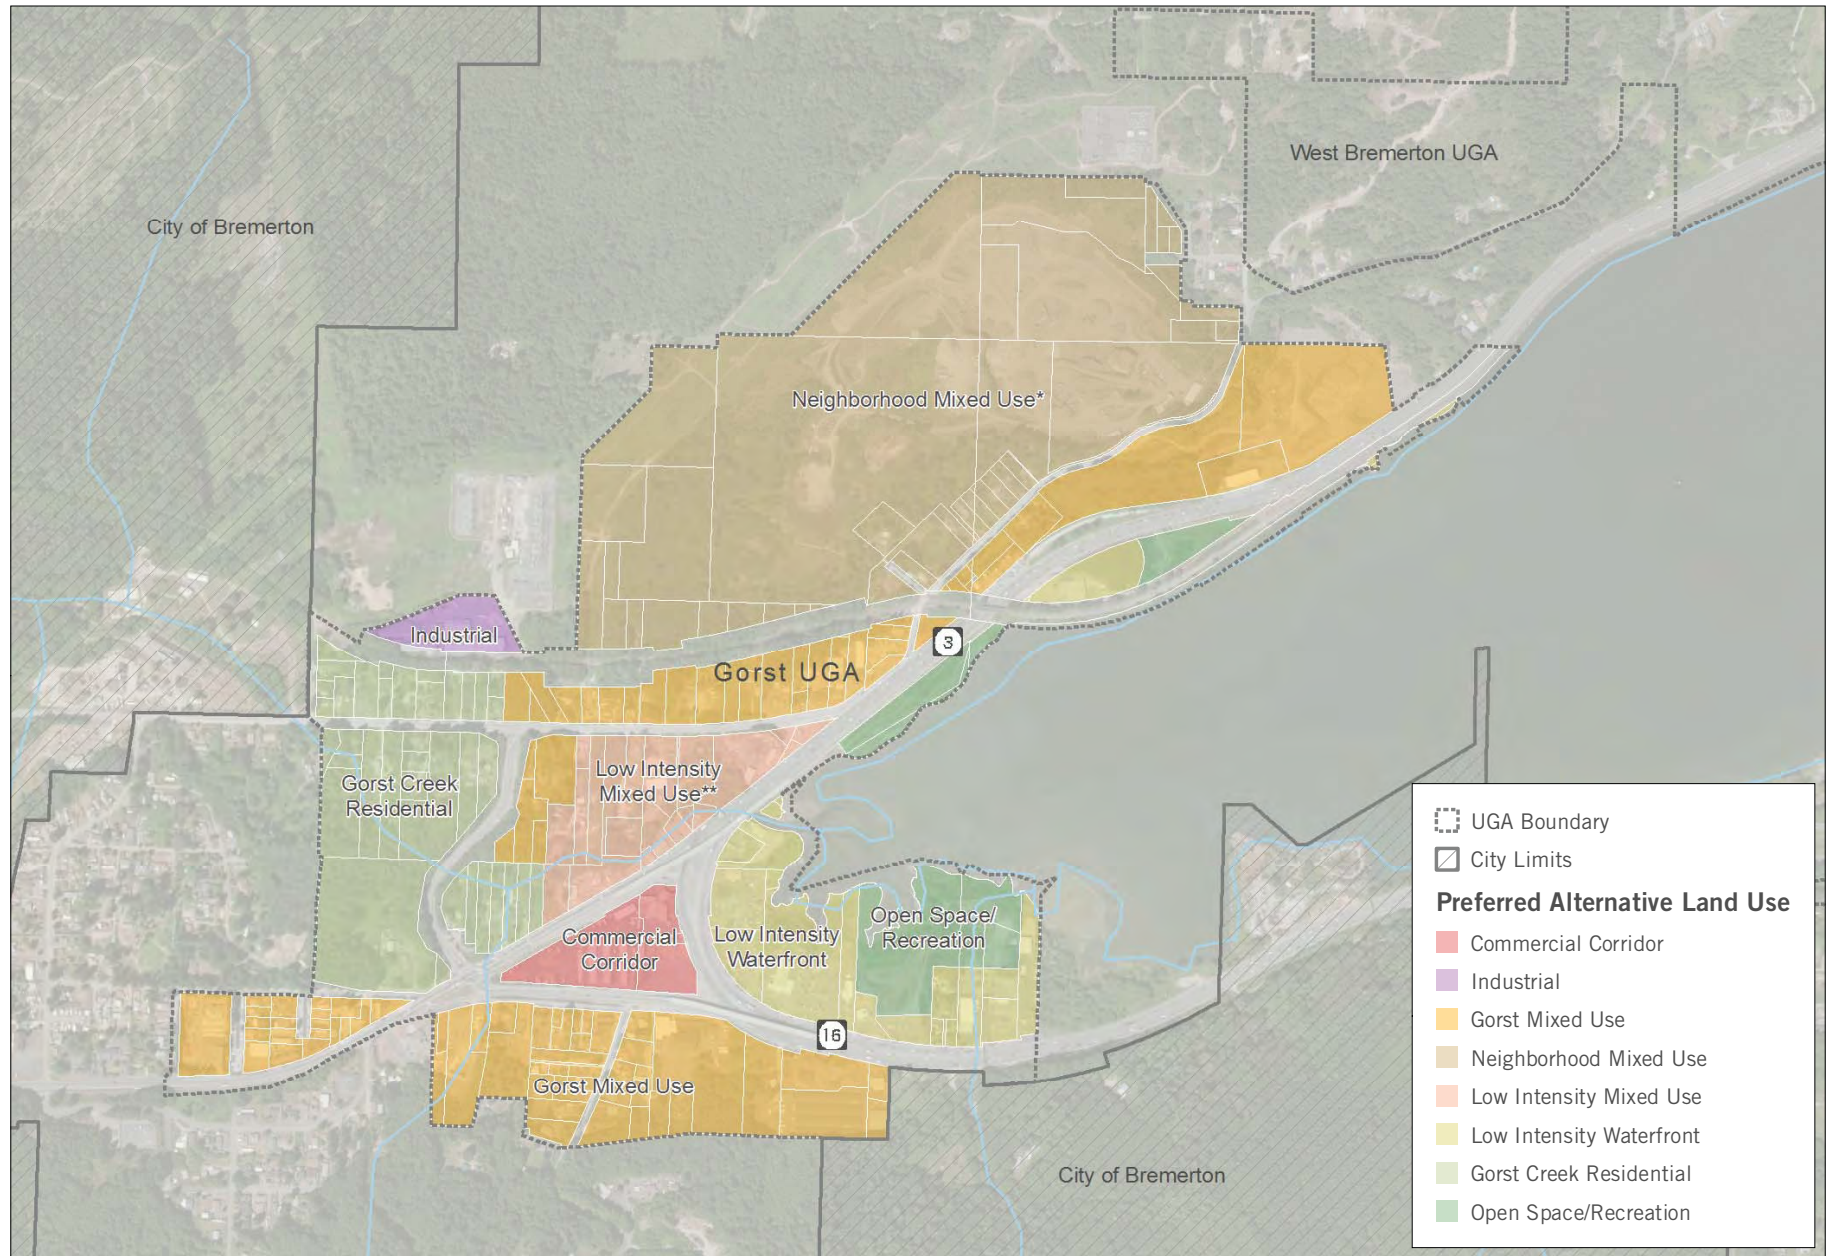 West Bremerton UGA
City of Bremerton
Neighborhood Mixed Use*
Industrial
3
Gorst UGA
Low Intensity
Mixed Use**
Gorst Creek
Residential
Open Space/
Recreation
Commercial
Corridor
Low Intensity
Waterfront
16
Gorst Mixed Use
City of Bremerton
UGA Boundary
City Limits
Preferred Alternative Land Use
Commercial Corridor
Industrial
Gorst Mixed Use
Neighborhood Mixed Use
Low Intensity Mixed Use
Low Intensity Waterfront
Gorst Creek Residential
Open Space/Recreation